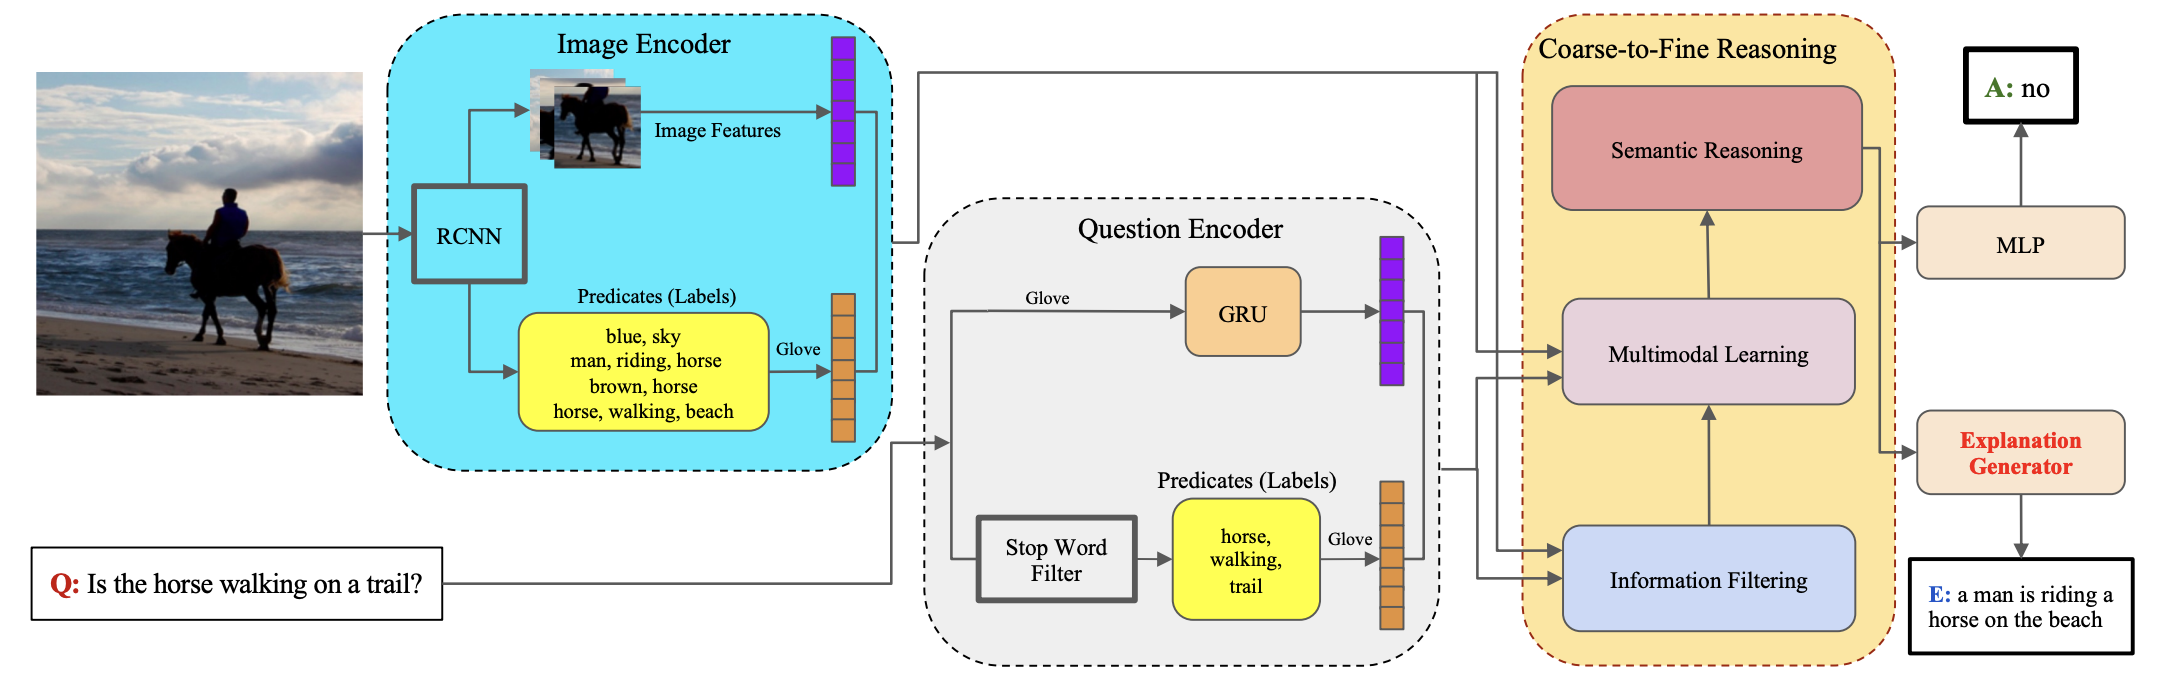 Image Encoder
Image Features
RCNN
Predicates (Labels)
blue, sky
man, riding, horse
brown, horse
horse, walking, beach
Glove
Q: Is the horse walking on a trail?
Question Encoder
Glove
GRU
Stop Word
Filter
Predicates (Labels)
horse,
walking,
trail
Glove
Coarse-to-Fine Reasoning
Semantic Reasoning
Multimodal Learning
Information Filtering
A: no
MLP
Explanation
Generator
E: a man is riding a
horse on the beach